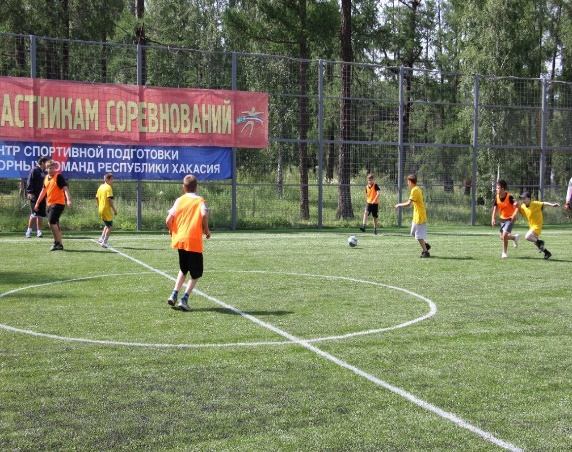 АСТНИКАМ СОРЕВНОВАНИЙ
НТР СПОРТИВНОЙ ПОДГОТОВКИ
ОРНЫХ КОМАНД РЕСПУБЛИКИ ХАКАСИЯ